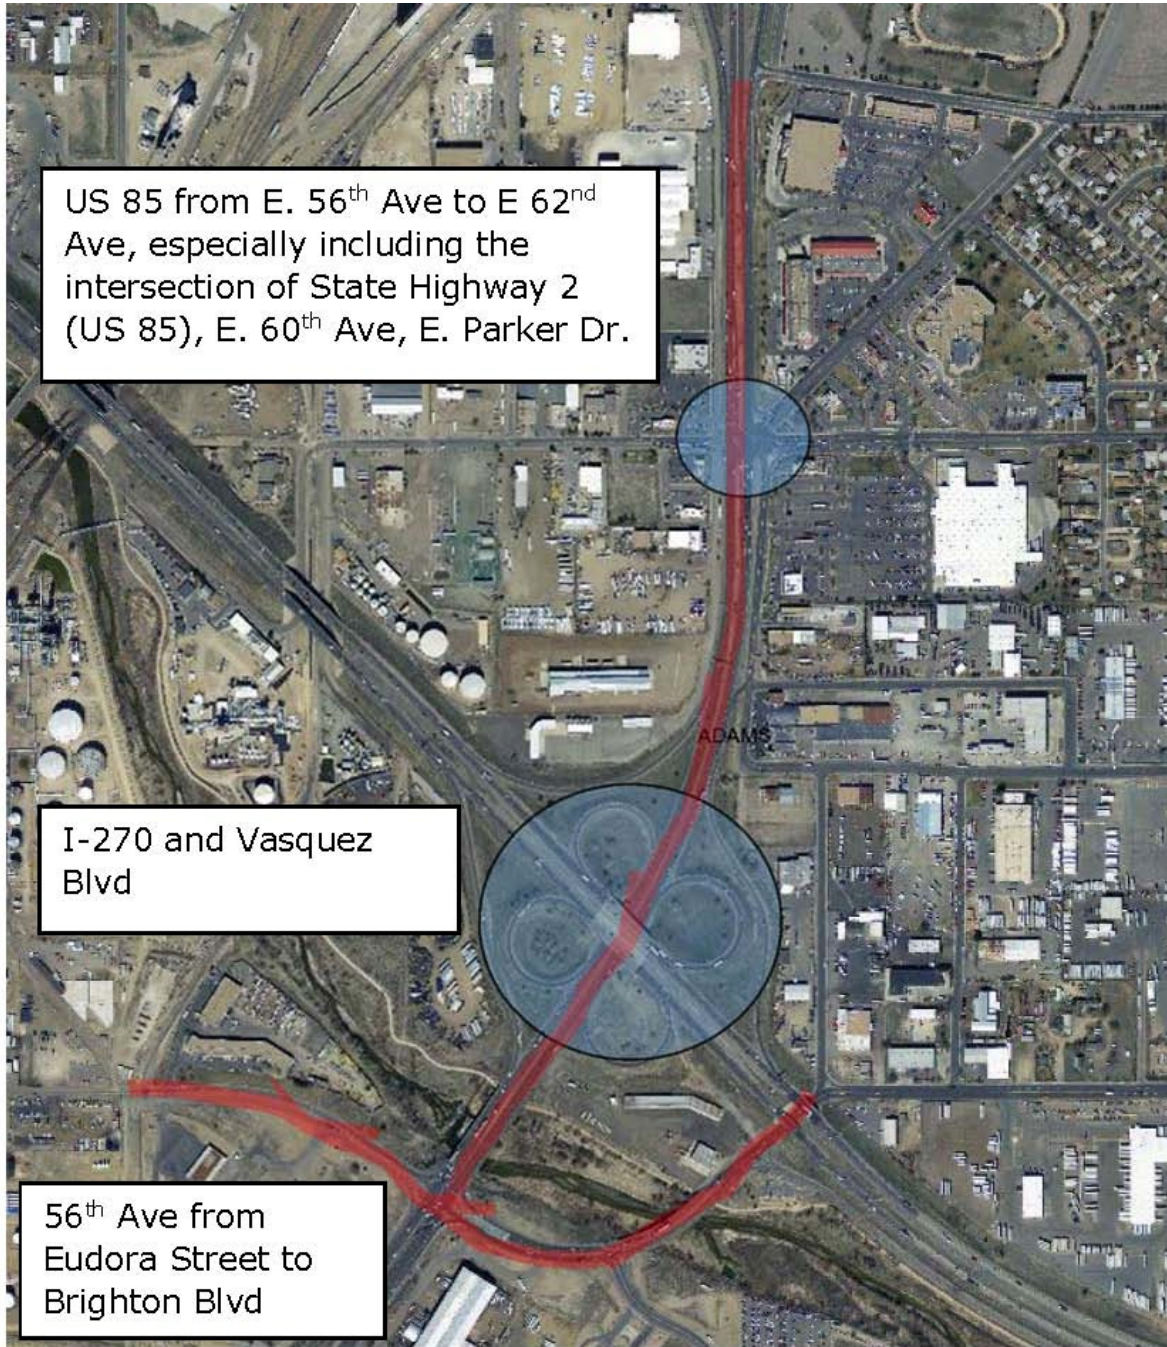 US 85 from E. 56th Ave to E 62nd
Ave, especially including the
intersection of State Highway 2
(US 85), E. 60th Ave, E. Parker Dr.
ADAMS
I-270 and Vasquez
Blvd
56th Ave from
Eudora Street to
Brighton Blvd